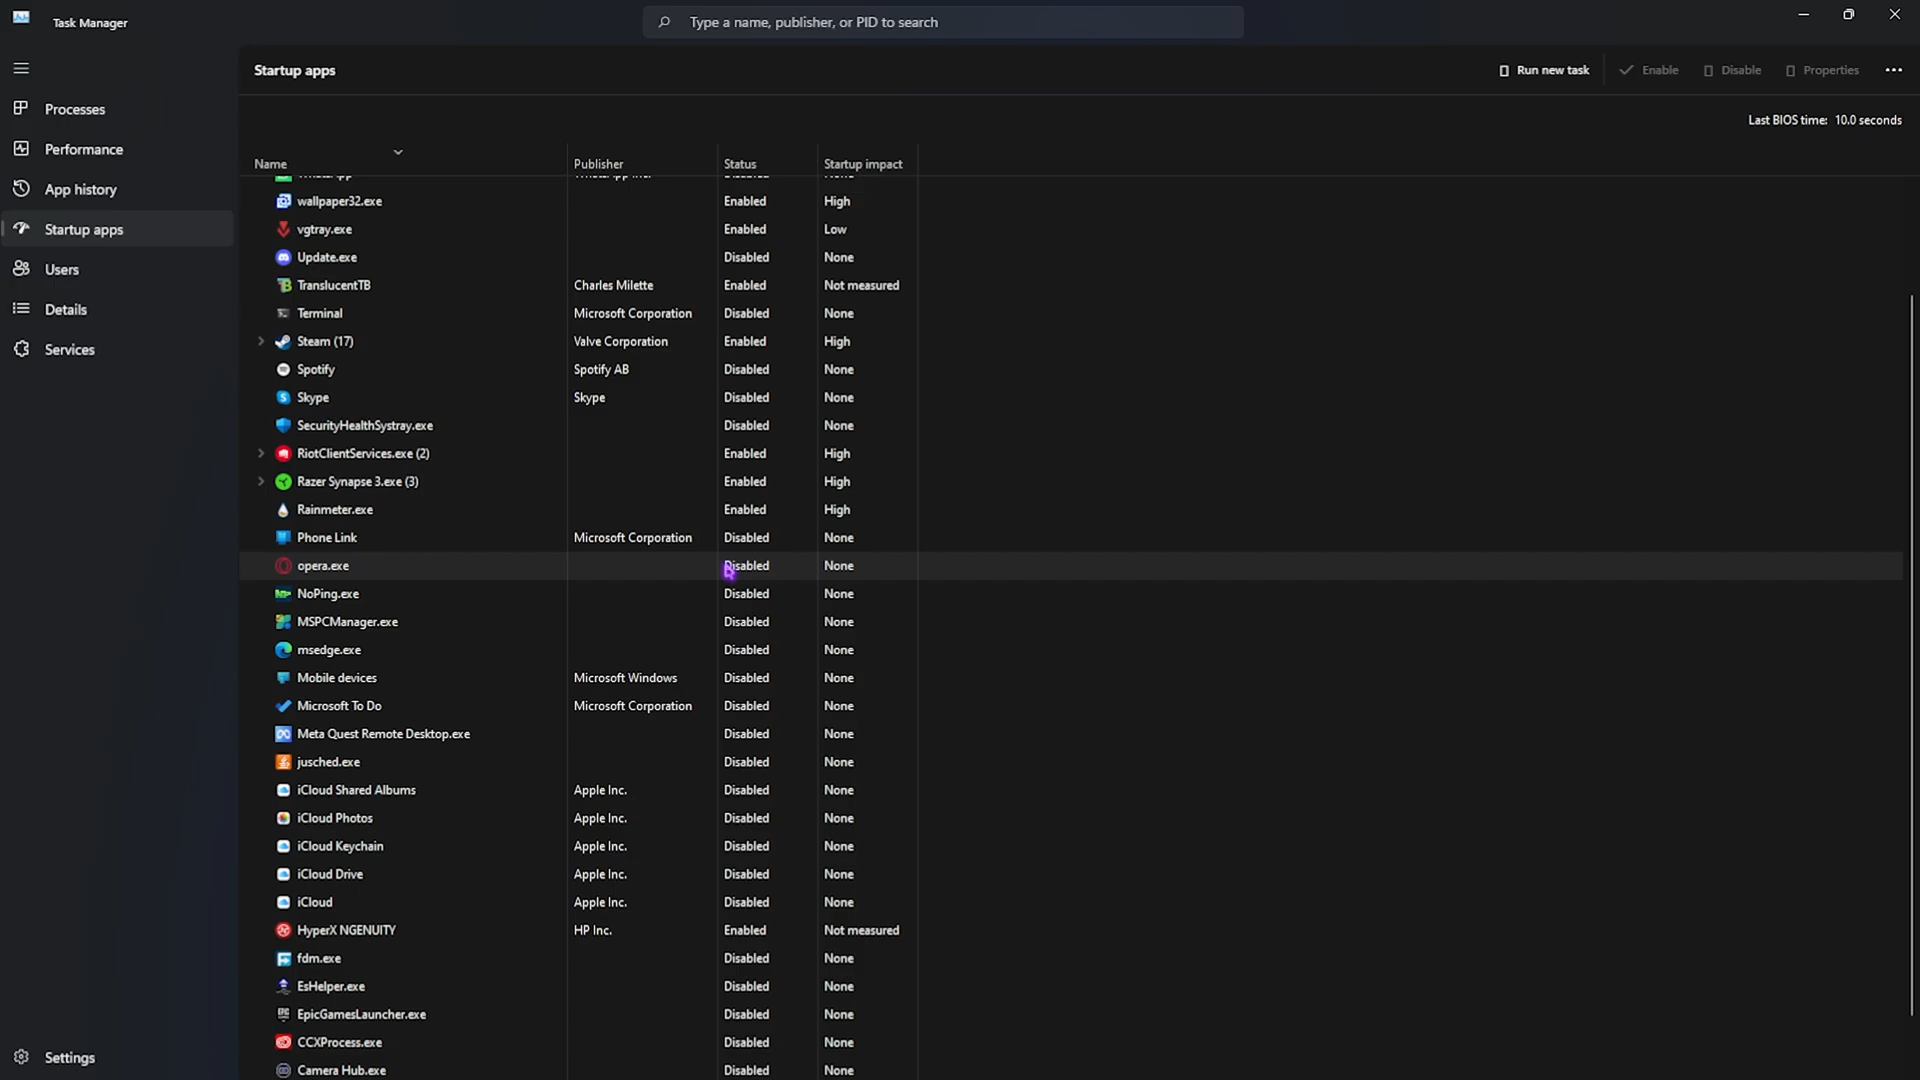 Task Manager
Type a name, publisher, or PID to search
Startup apps
Run new task Enable Disable Properties
Last BIOS time: 10.0 seconds
Processes
Performance
App history
Startup apps
Users
Details
Services
Settings
Name Publisher Status Startup impact
WhatsApp WhatsApp Inc. Disabled None
wallpaper32.exe Enabled High
vgtray.exe Enabled Low
Update.exe Disabled None
TranslucentTB Charles Milette Enabled Not measured
Terminal Microsoft Corporation Disabled None
Steam (17) Valve Corporation Enabled High
Spotify Spotify AB Disabled None
Skype Skype Disabled None
SecurityHealthSystray.exe Disabled None
RiotClientServices.exe (2) Enabled High
Razer Synapse 3.exe (3) Enabled High
Rainmeter.exe Enabled High
Phone Link Microsoft Corporation Disabled None
opera.exe Disabled None
NoPing.exe Disabled None
MSPCManager.exe Disabled None
msedge.exe Disabled None
Mobile devices Microsoft Windows Disabled None
Microsoft To Do Microsoft Corporation Disabled None
Meta Quest Remote Desktop.exe Disabled None
jusched.exe Disabled None
iCloud Shared Albums Apple Inc. Disabled None
iCloud Photos Apple Inc. Disabled None
iCloud Keychain Apple Inc. Disabled None
iCloud Drive Apple Inc. Disabled None
iCloud Apple Inc. Disabled None
HyperX NGENUITY HP Inc. Enabled Not measured
fdm.exe Disabled None
EsHelper.exe Disabled None
EpicGamesLauncher.exe Disabled None
CCXProcess.exe Disabled None
Camera Hub.exe Disabled None